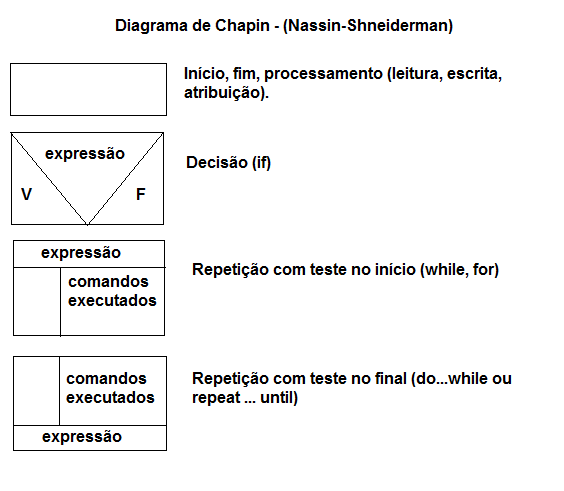 Diagrama de Chapin - (Nassin-Shneiderman)
Início, fim, processamento (leitura, escrita,
atribuição).
expressão
V
F
Decisão (if)
expressão
comandos
executados
Repetição com teste no início (while, for)
comandos
executados
expressão
Repetição com teste no final (do...while ou
repeat ... until)